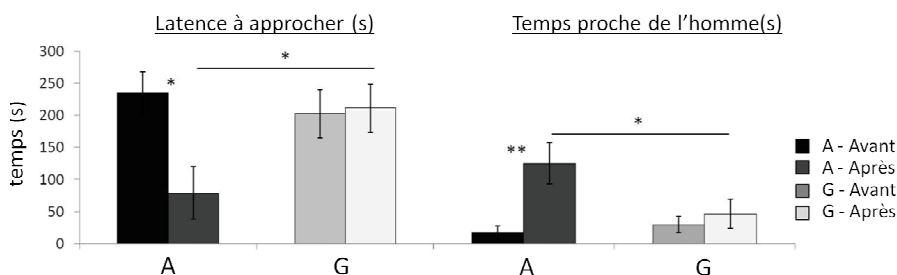 Latence à approcher (s)
Temps proche de l’homme(s)
temps (s)
300
250
200
150
100
50
0
*
*
**
*
A
G
A
G
A - Avant
A - Après
G - Avant
G - Après